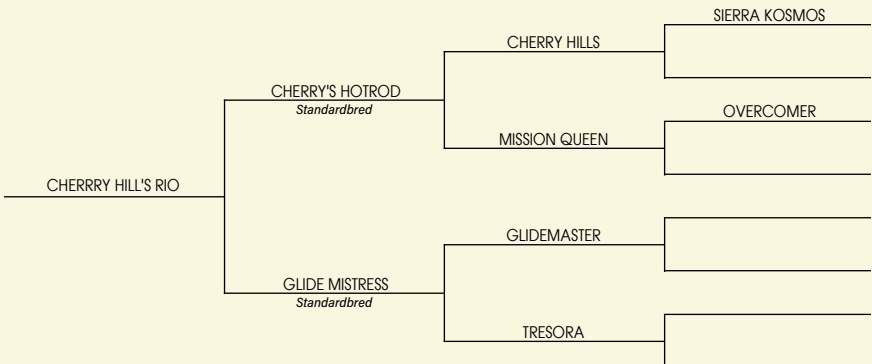 SIERRA KOSMOS
CHERRY HILLS
CHERRY'S HOTROD
Standardbred
OVERCOMER
MISSION QUEEN
CHERRRY HILL'S RIO
GLIDEMASTER
GLIDE MISTRESS
Standardbred
TRESORA